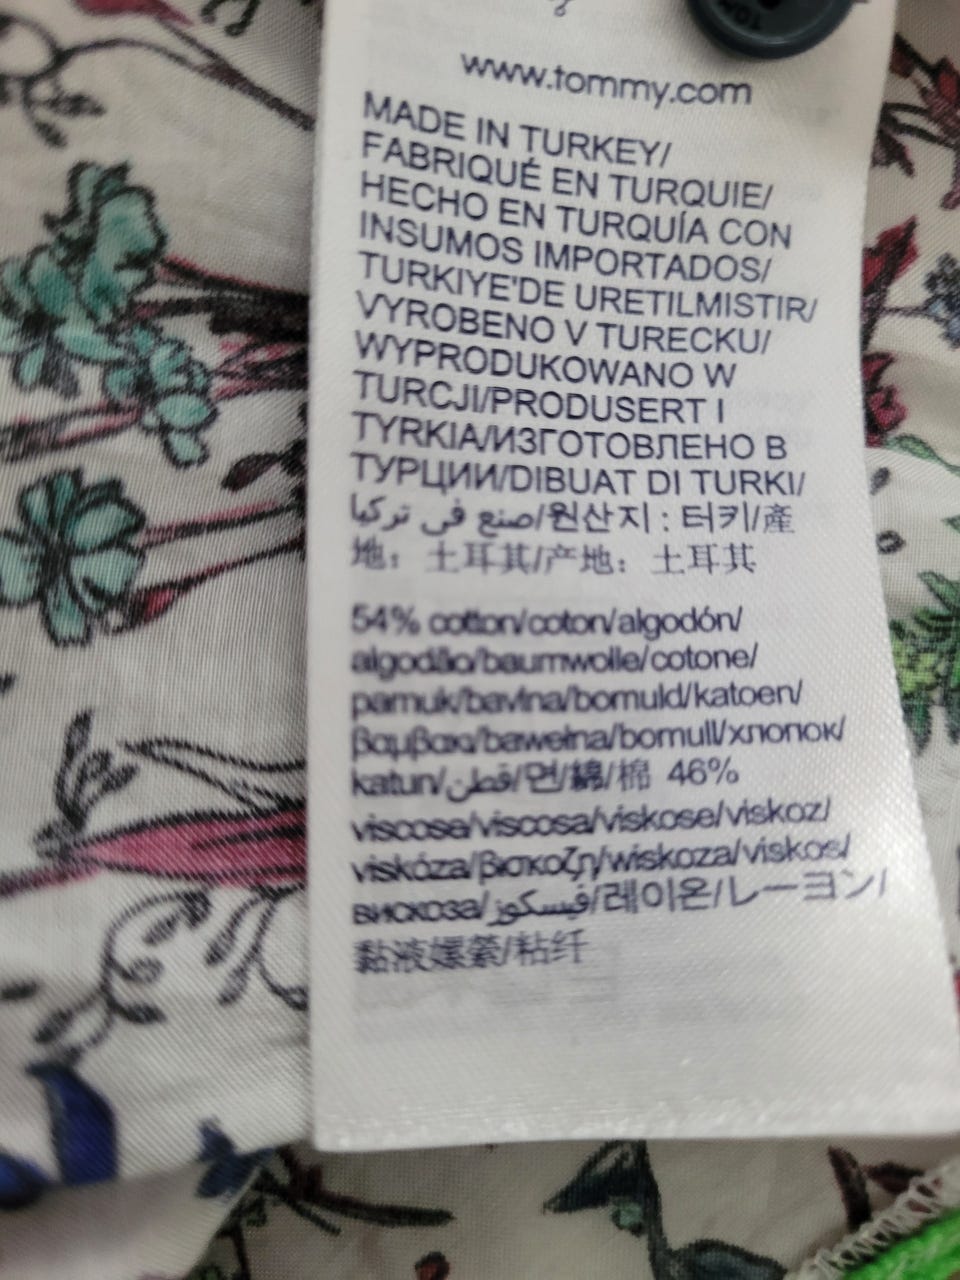 www.tommy.com
MADE IN TURKEY/
FABRIQUÉ EN TURQUIE/
HECHO EN TURQUÍA CON
INSUMOS IMPORTADOS/
TURKIYE'DE URETILMISTIR/
VYROBENO V TURECKU/
WYPRODUKOWANO W
TURCJI/PRODUSERT I
TYRKIA/ИЗГОТОВЛЕНО В
ТУРЦИИ/DIBUAT DI TURKI/
صنع فى تركيا/원산지 : 터키/產
地：土耳其/产地：土耳其
54% cotton/coton/algodón/
algodão/baumwolle/cotone/
pamuk/bavlna/bomuld/katoen/
βαμβακι/bawełna/bomull/хлопок/
katun/قطن/면/綿/棉 46%
viscose/viscosa/viskose/viskoz/
viskóza/βισκοζη/wiskoza/viskos/
вискоза/فيسكوز/레이온/レーヨン/
黏液嫘縈/粘纤